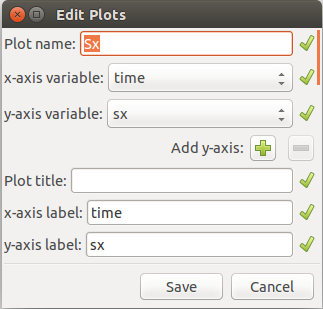 Edit Plots
Plot name: Sx
x-axis variable: time
y-axis variable: sx
Add y-axis:
Plot title:
x-axis label: time
y-axis label: sx
Save Cancel